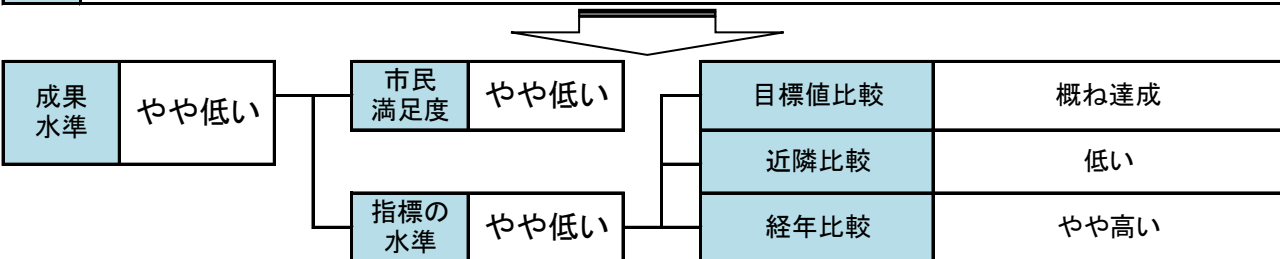 成果
水準
やや低い
市民
満足度
やや低い
指標の
水準
やや低い
目標値比較
概ね達成
近隣比較
低い
経年比較
やや高い